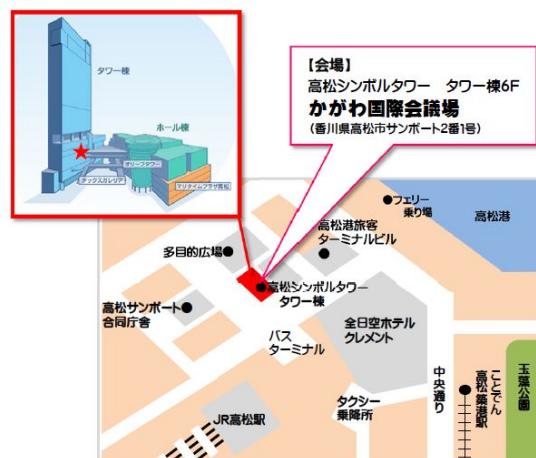 タワー棟
ホール棟
オリーブタワー
デックスガレリア
マリタイムプラザ高松
【会場】
高松シンボルタワー タワー棟6F
かがわ国際会議場
(香川県高松市サンポート2番1号)
フェリー
乗り場
高松港
高松港旅客
ターミナルビル
多目的広場
高松シンボルタワー
タワー棟
高松サンポート
合同庁舎
全日空ホテル
クレメント
バス
ターミナル
中央通り
ことでん
高松築港駅
玉藻公園
タクシー
乗降所
JR高松駅